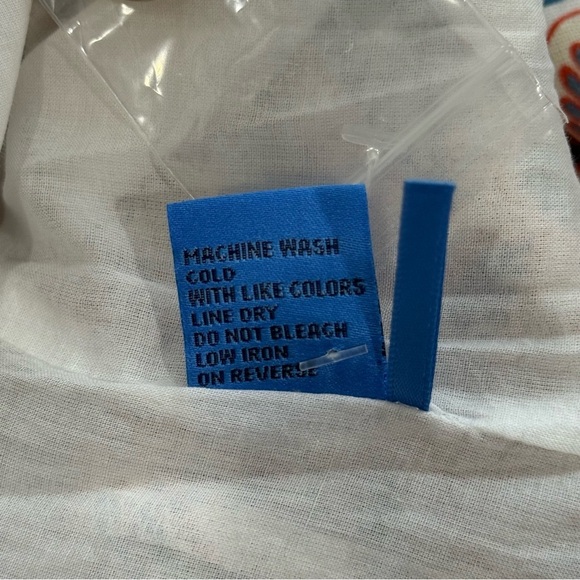 MACHINE WASH
COLD
WITH LIKE COLORS
LINE DRY
DO NOT BLEACH
LOW IRON
ON REVERSE